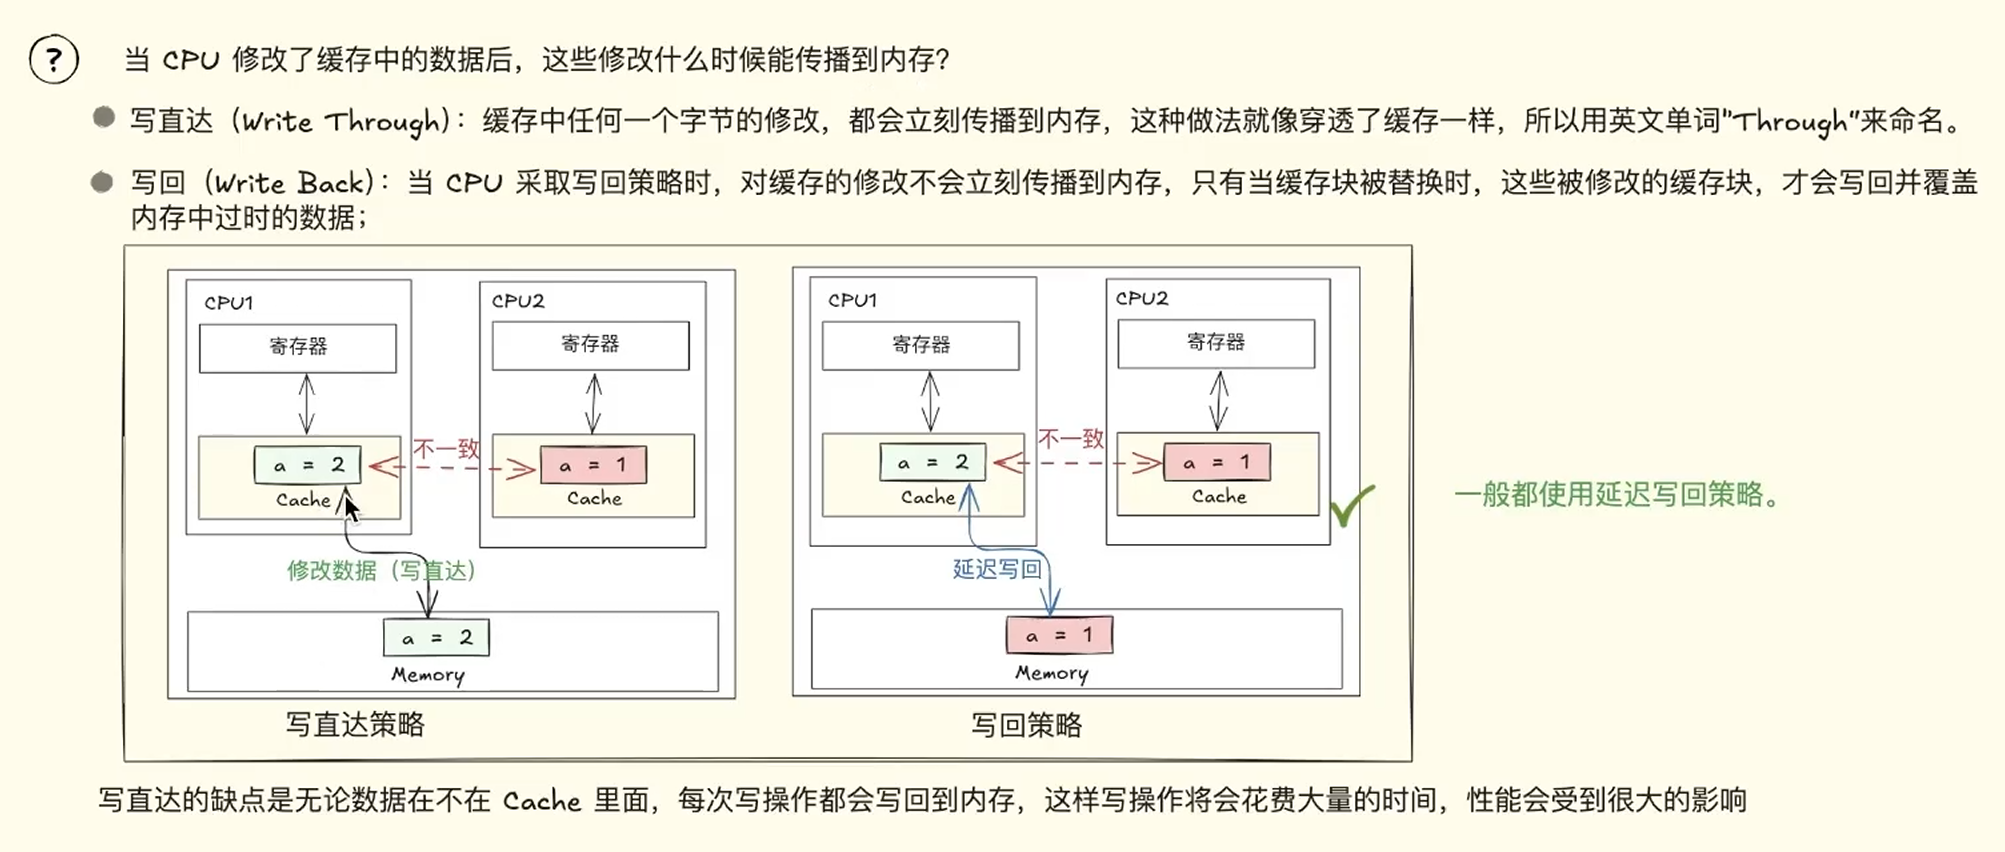 ?
当 CPU 修改了缓存中的数据后，这些修改什么时候能传播到内存？
写直达（Write Through）：缓存中任何一个字节的修改，都会立刻传播到内存，这种做法就像穿透了缓存一样，所以用英文单词"Through"来命名。
写回（Write Back）：当 CPU 采取写回策略时，对缓存的修改不会立刻传播到内存，只有当缓存块被替换时，这些被修改的缓存块，才会写回并覆盖
内存中过时的数据；
CPU1
寄存器
a = 2
Cache
不一致
CPU2
寄存器
a = 1
Cache
修改数据（写直达）
a = 2
Memory
写直达策略
CPU1
寄存器
a = 2
Cache
不一致
CPU2
寄存器
a = 1
Cache
延迟写回
a = 1
Memory
写回策略
一般都使用延迟写回策略。
写直达的缺点是无论数据在不在 Cache 里面，每次写操作都会写回到内存，这样写操作将会花费大量的时间，性能会受到很大的影响